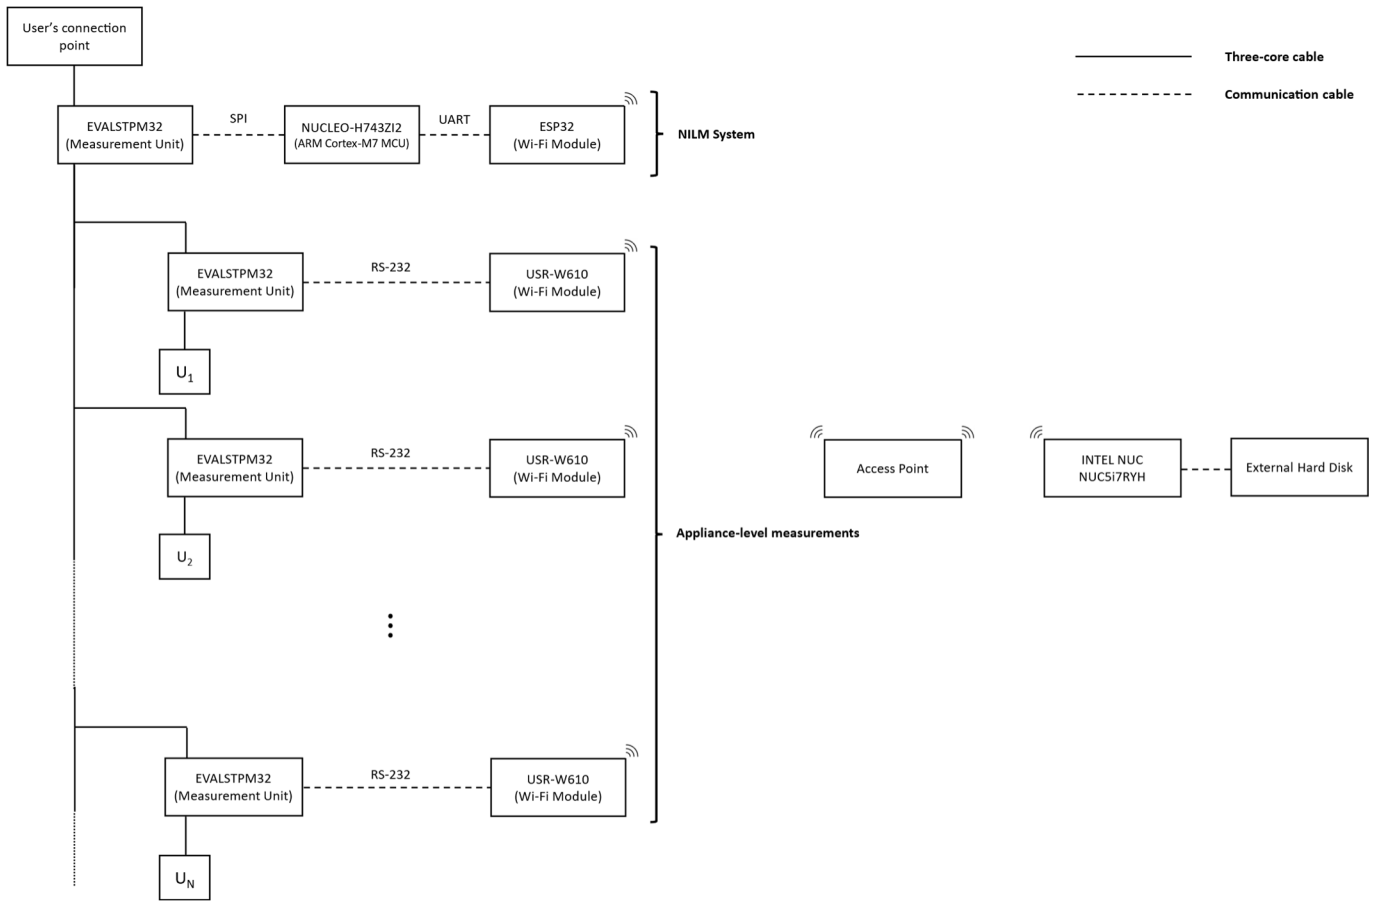 User's connection
point
Three-core cable
Communication cable
EVALSTPM32
(Measurement Unit)
SPI
NUCLEO-H743ZI2
(ARM Cortex-M7 MCU)
UART
ESP32
(Wi-Fi Module)
NILM System
EVALSTPM32
(Measurement Unit)
RS-232
USR-W610
(Wi-Fi Module)
U1
EVALSTPM32
(Measurement Unit)
RS-232
USR-W610
(Wi-Fi Module)
Access Point
INTEL NUC
NUC5i7RYH
External Hard Disk
Appliance-level measurements
U2
EVALSTPM32
(Measurement Unit)
RS-232
USR-W610
(Wi-Fi Module)
UN